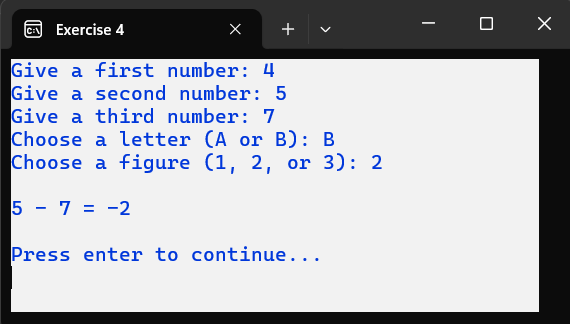 Exercise 4
Give a first number: 4
Give a second number: 5
Give a third number: 7
Choose a letter (A or B): B
Choose a figure (1, 2, or 3): 2
5 - 7 = -2
Press enter to continue...